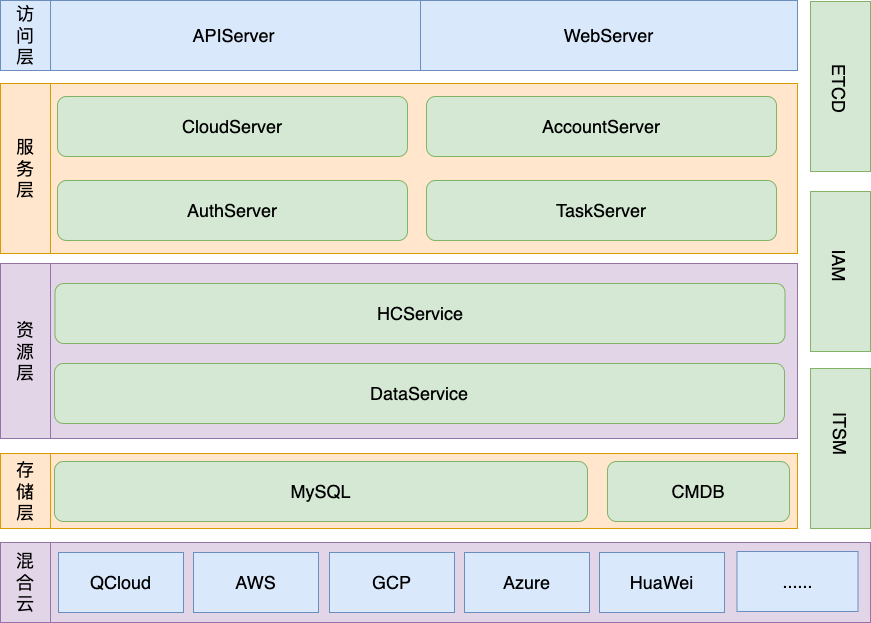 访问层
APIServer
WebServer
ETCD
服务层
CloudServer
AccountServer
AuthServer
TaskServer
IAM
资源层
HCService
DataService
ITSM
存储层
MySQL
CMDB
混合云
QCloud
AWS
GCP
Azure
HuaWei
......